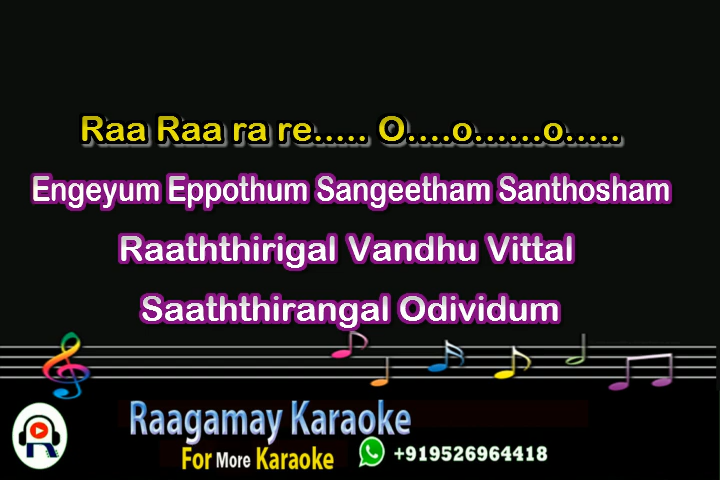 Raa Raa ra re..... O....o......o.....
Engeyum Eppothum Sangeetham Santhosham
Raaththirigal Vandhu Vittal
Saaththirangal Odividum
Raagamay Karaoke
For More Karaoke +919526964418